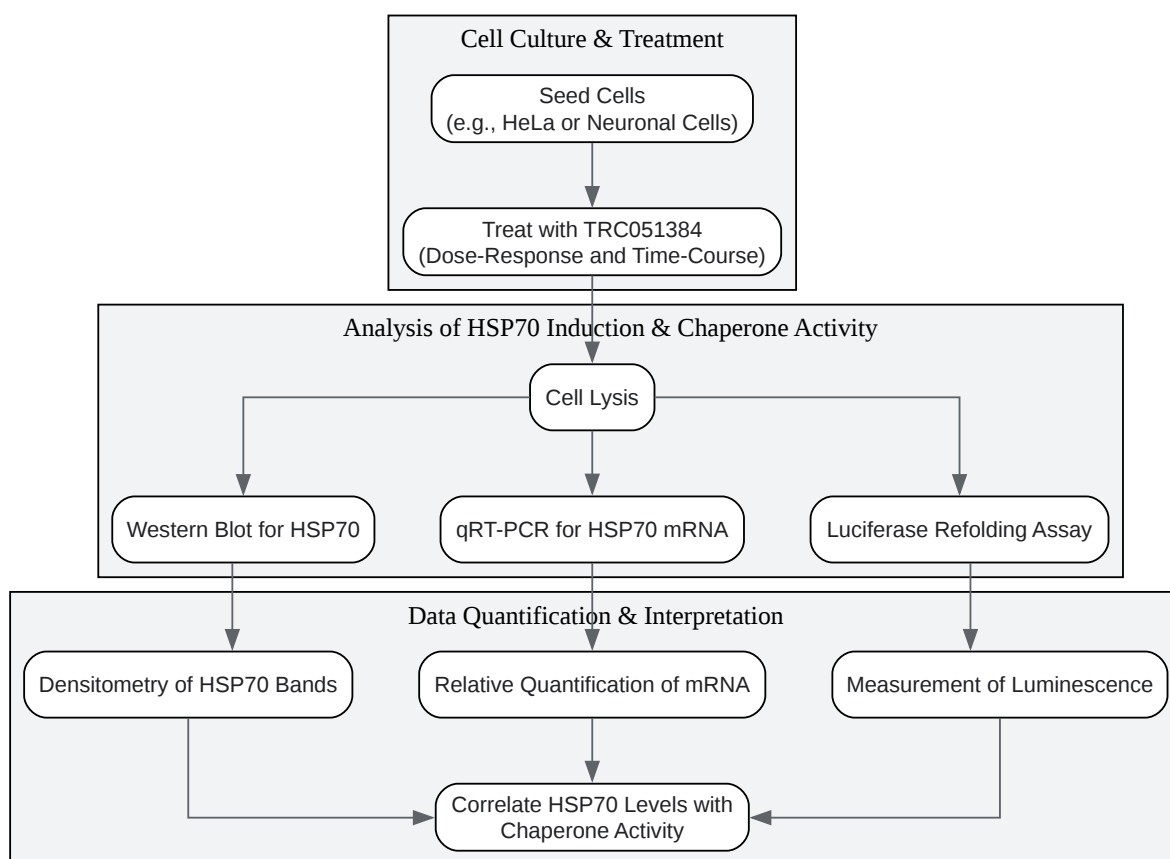 Cell Culture & Treatment
Seed Cells
(e.g., HeLa or Neuronal Cells)
Treat with TRC051384
(Dose-Response and Time-Course)
Analysis of HSP70 Induction & Chaperone Activity
Cell Lysis
Western Blot for HSP70
qRT-PCR for HSP70 mRNA
Luciferase Refolding Assay
Data Quantification & Interpretation
Densitometry of HSP70 Bands
Relative Quantification of mRNA
Measurement of Luminescence
Correlate HSP70 Levels with
Chaperone Activity